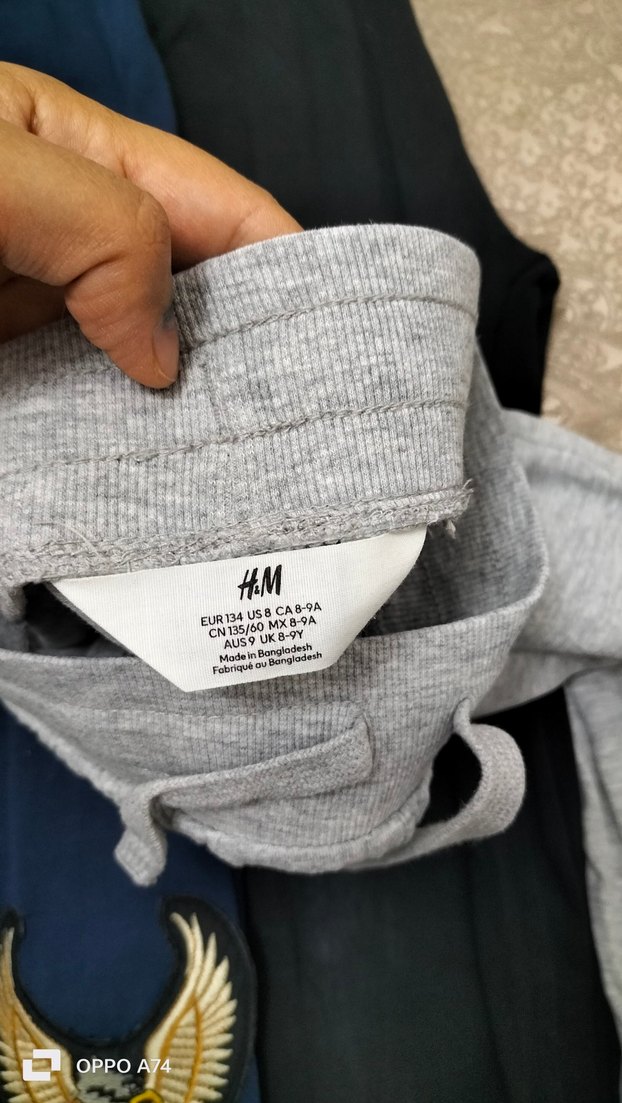 H&M
EUR 134 US 8 CA 8-9A
CN 135/60 MX 8-9A
AUS 9 UK 8-9Y
Made in Bangladesh
Fabriqué au Bangladesh
OPPO A74